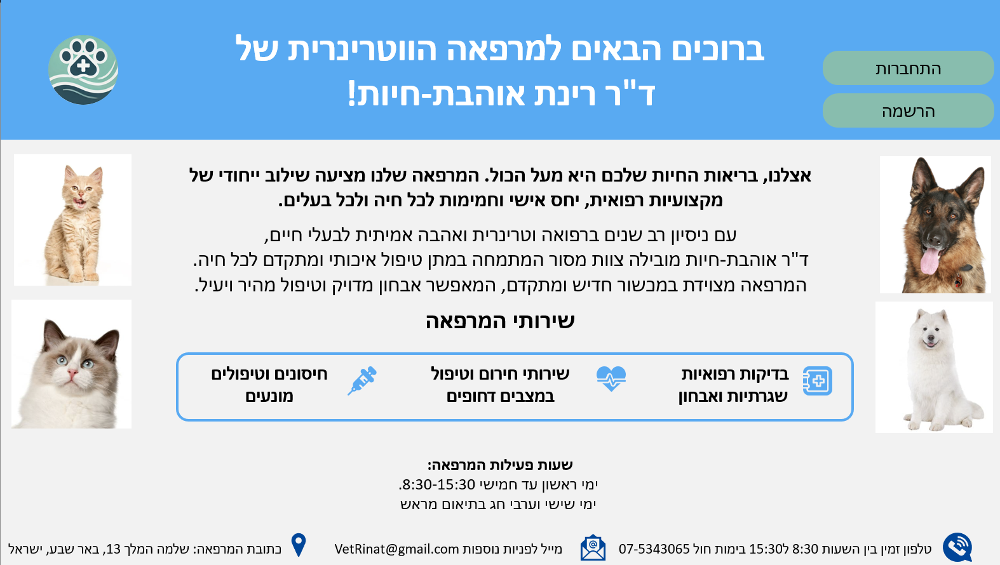 ברוכים הבאים למרפאה הווטרינרית של
ד"ר רינת אוהבת-חיות!
התחברות
הרשמה
אצלנו, בריאות החיות שלכם היא מעל הכול. המרפאה שלנו מציעה שילוב ייחודי של
מקצועיות רפואית, יחס אישי וחמימות לכל חיה ולכל בעלים.
עם ניסיון רב שנים ברפואה וטרינרית ואהבה אמיתית לבעלי חיים,
ד"ר אוהבת-חיות מובילה צוות מסור המתמחה במתן טיפול איכותי ומתקדם לכל חיה.
המרפאה מצוידת במכשור חדיש ומתקדם, המאפשר אבחון מדויק וטיפול מהיר ויעיל.
שירותי המרפאה
בדיקות רפואיות
שגרתיות ואבחון
שירותי חירום וטיפול
במצבים דחופים
חיסונים וטיפולים
מונעים
שעות פעילות המרפאה:
ימי ראשון עד חמישי 8:30-15:30.
ימי שישי וערבי חג בתיאום מראש
טלפון זמין בין השעות 8:30 ל15:30 בימות חול 07-5343065
מייל לפניות נוספות VetRinat@gmail.com
כתובת המרפאה: שלמה המלך 13, באר שבע, ישראל